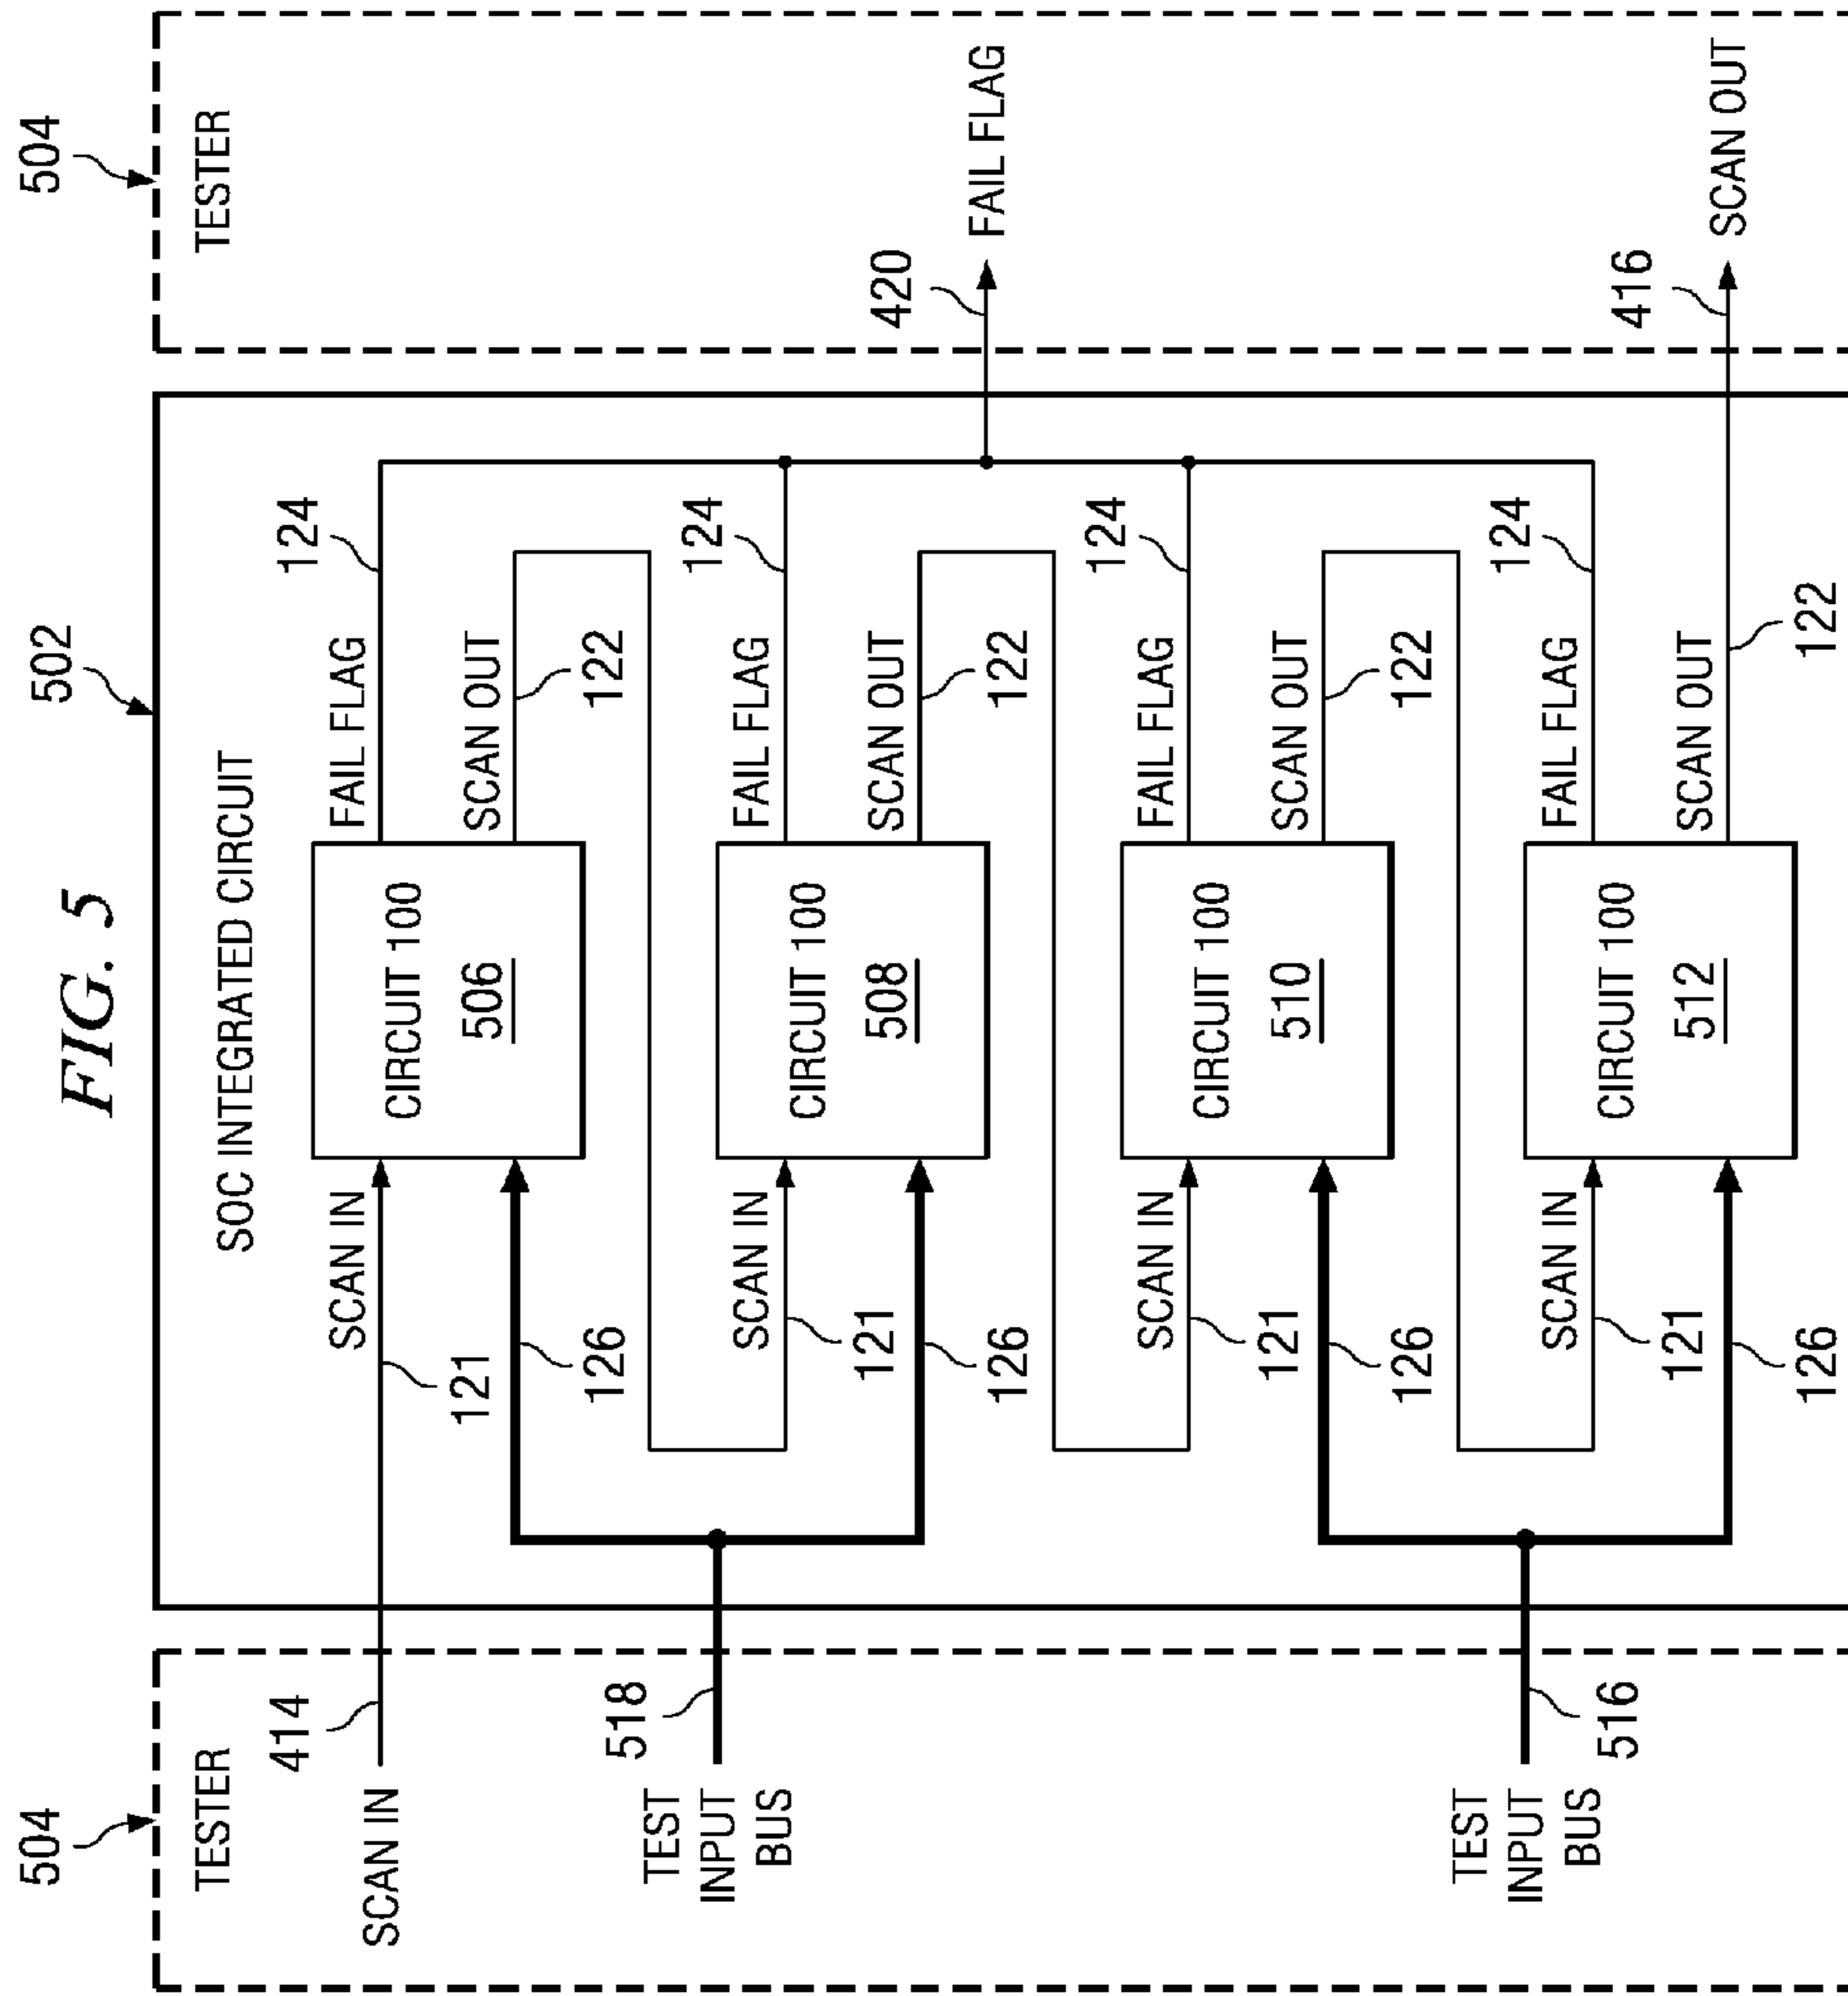 FIG. 5
504
TESTER
502
SOC INTEGRATED CIRCUIT
504
TESTER
414
SCAN IN
SCAN IN
121
CIRCUIT 100
506
FAIL FLAG
124
SCAN OUT
122
126
518
TEST
INPUT
BUS
SCAN IN
121
CIRCUIT 100
508
FAIL FLAG
124
SCAN OUT
122
126
420
FAIL FLAG
SCAN IN
121
CIRCUIT 100
510
FAIL FLAG
124
SCAN OUT
122
126
516
TEST
INPUT
BUS
SCAN IN
121
CIRCUIT 100
512
FAIL FLAG
124
SCAN OUT
122
126
416
SCAN OUT